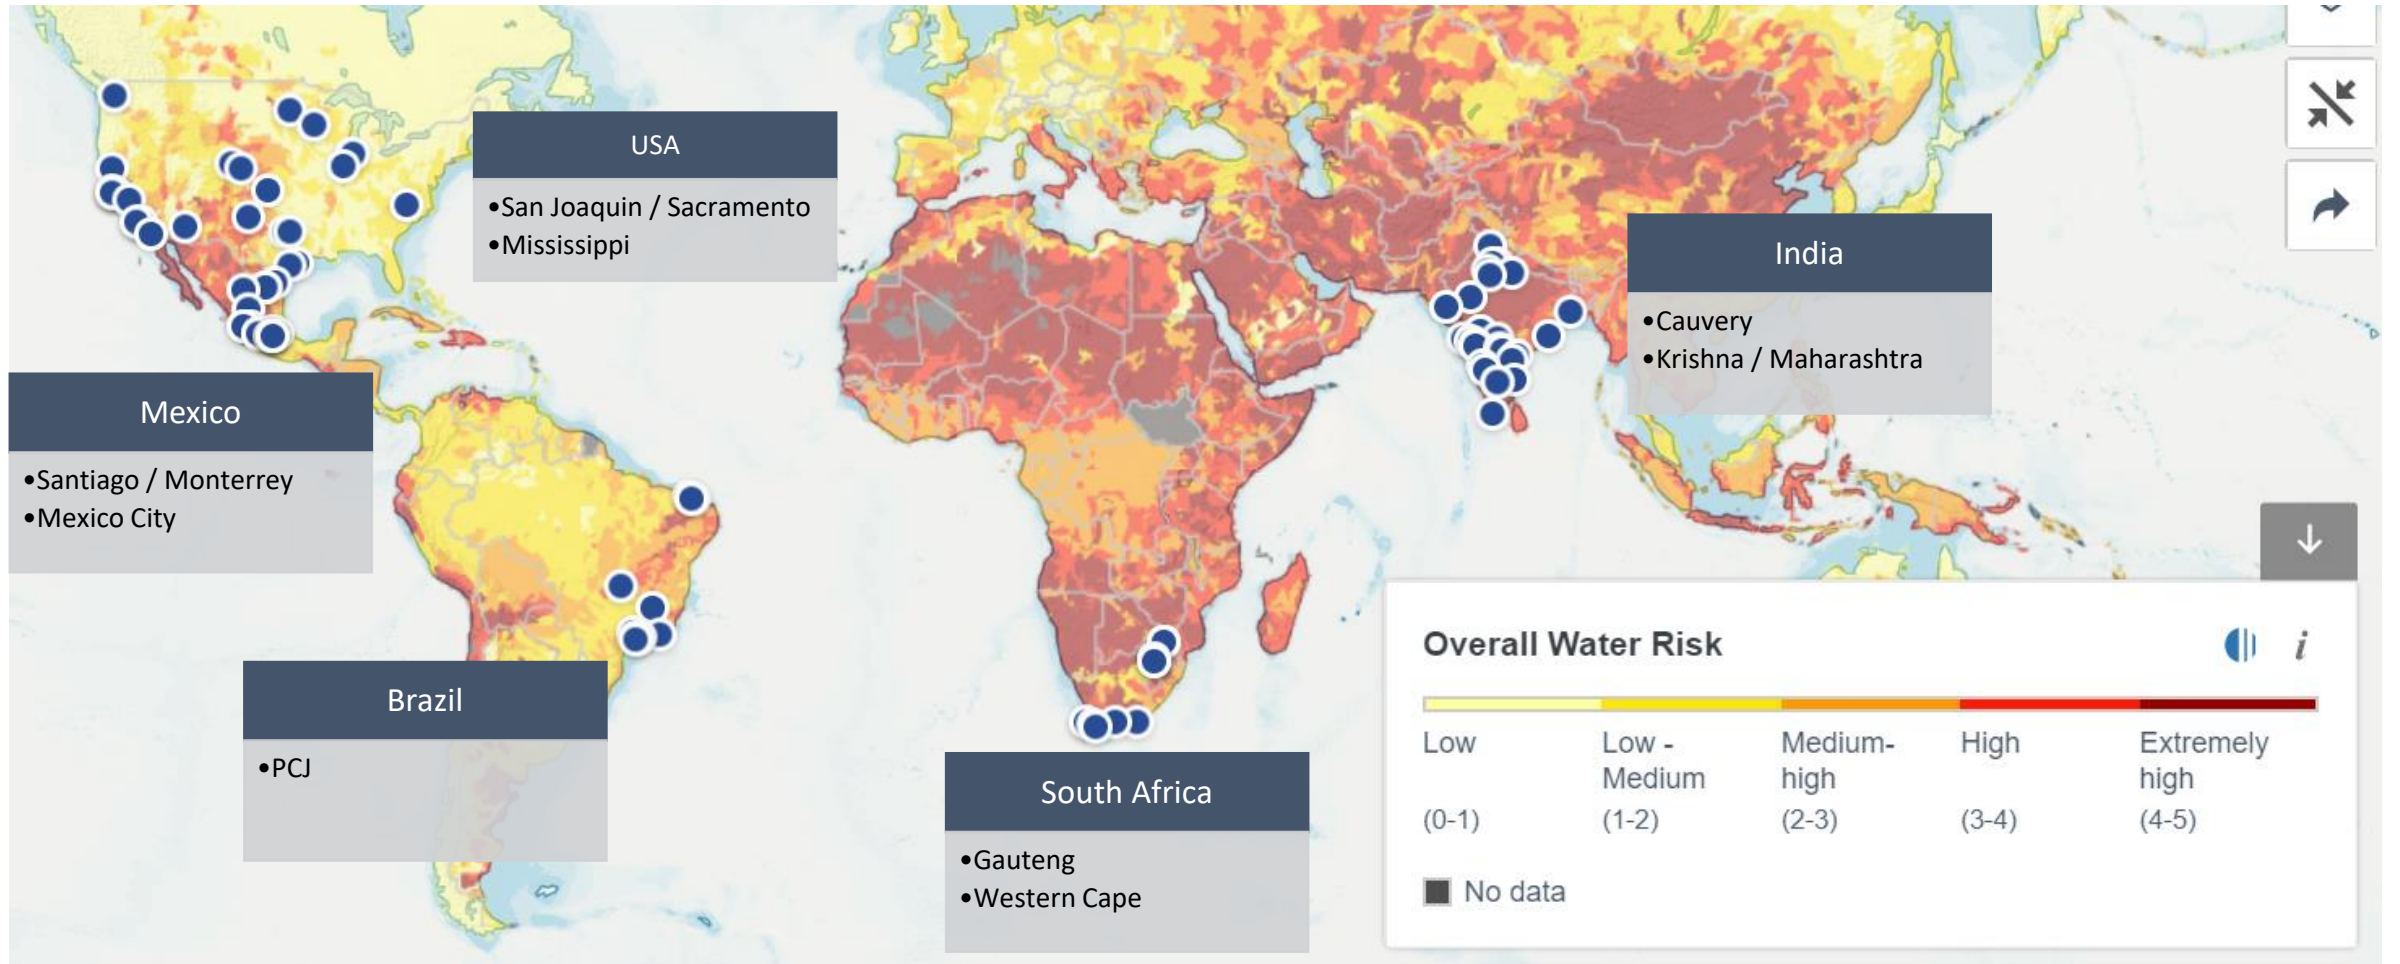 USA
•San Joaquin / Sacramento
•Mississippi
India
•Cauvery
•Krishna / Maharashtra
Mexico
•Santiago / Monterrey
•Mexico City
Brazil
•PCJ
South Africa
•Gauteng
•Western Cape
Overall Water Risk
i
Low
Low -
Medium
Medium-
high
High
Extremely
high
(0-1)
(1-2)
(2-3)
(3-4)
(4-5)
No data